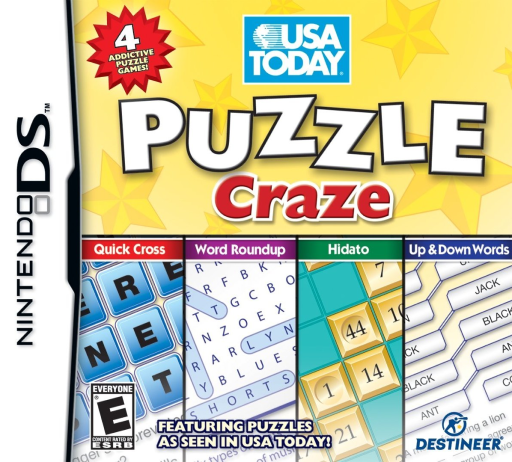 4
ADDICTIVE
PUZZLE
GAMES!
USA
TODAY
PUZZLE
Craze
NINTENDO DS™
Quick Cross
Word Roundup
Hidato
Up & Down Words
E R E
N E T
E
R F B K
T T G C B O
N Z O E X
R A R L Y N
Y B L U E
S H O R T S
7
44
10
1
14
21
JACK
BLACK
BLACK
ANT
EVERYONE
E
CONTENT RATED BY
ESRB
FEATURING PUZZLES
AS SEEN IN USA TODAY!
DESTINEER